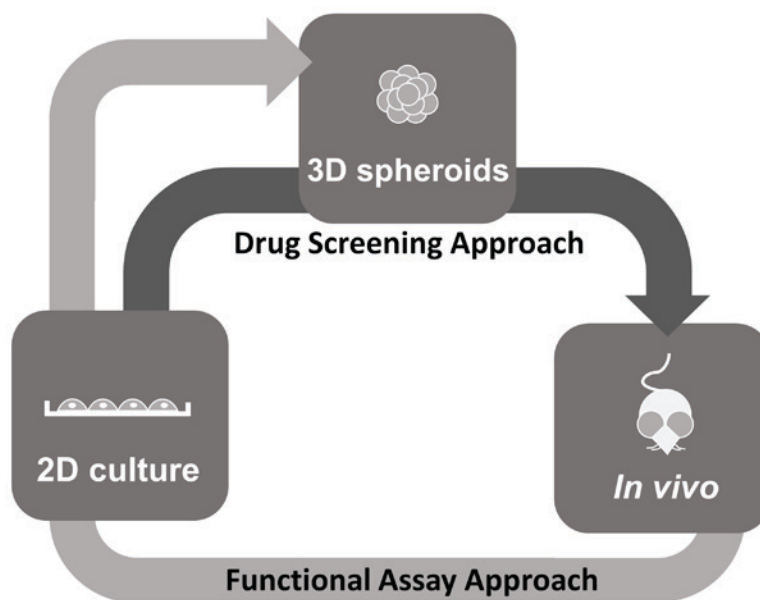 3D spheroids
Drug Screening Approach
2D culture
In vivo
Functional Assay Approach